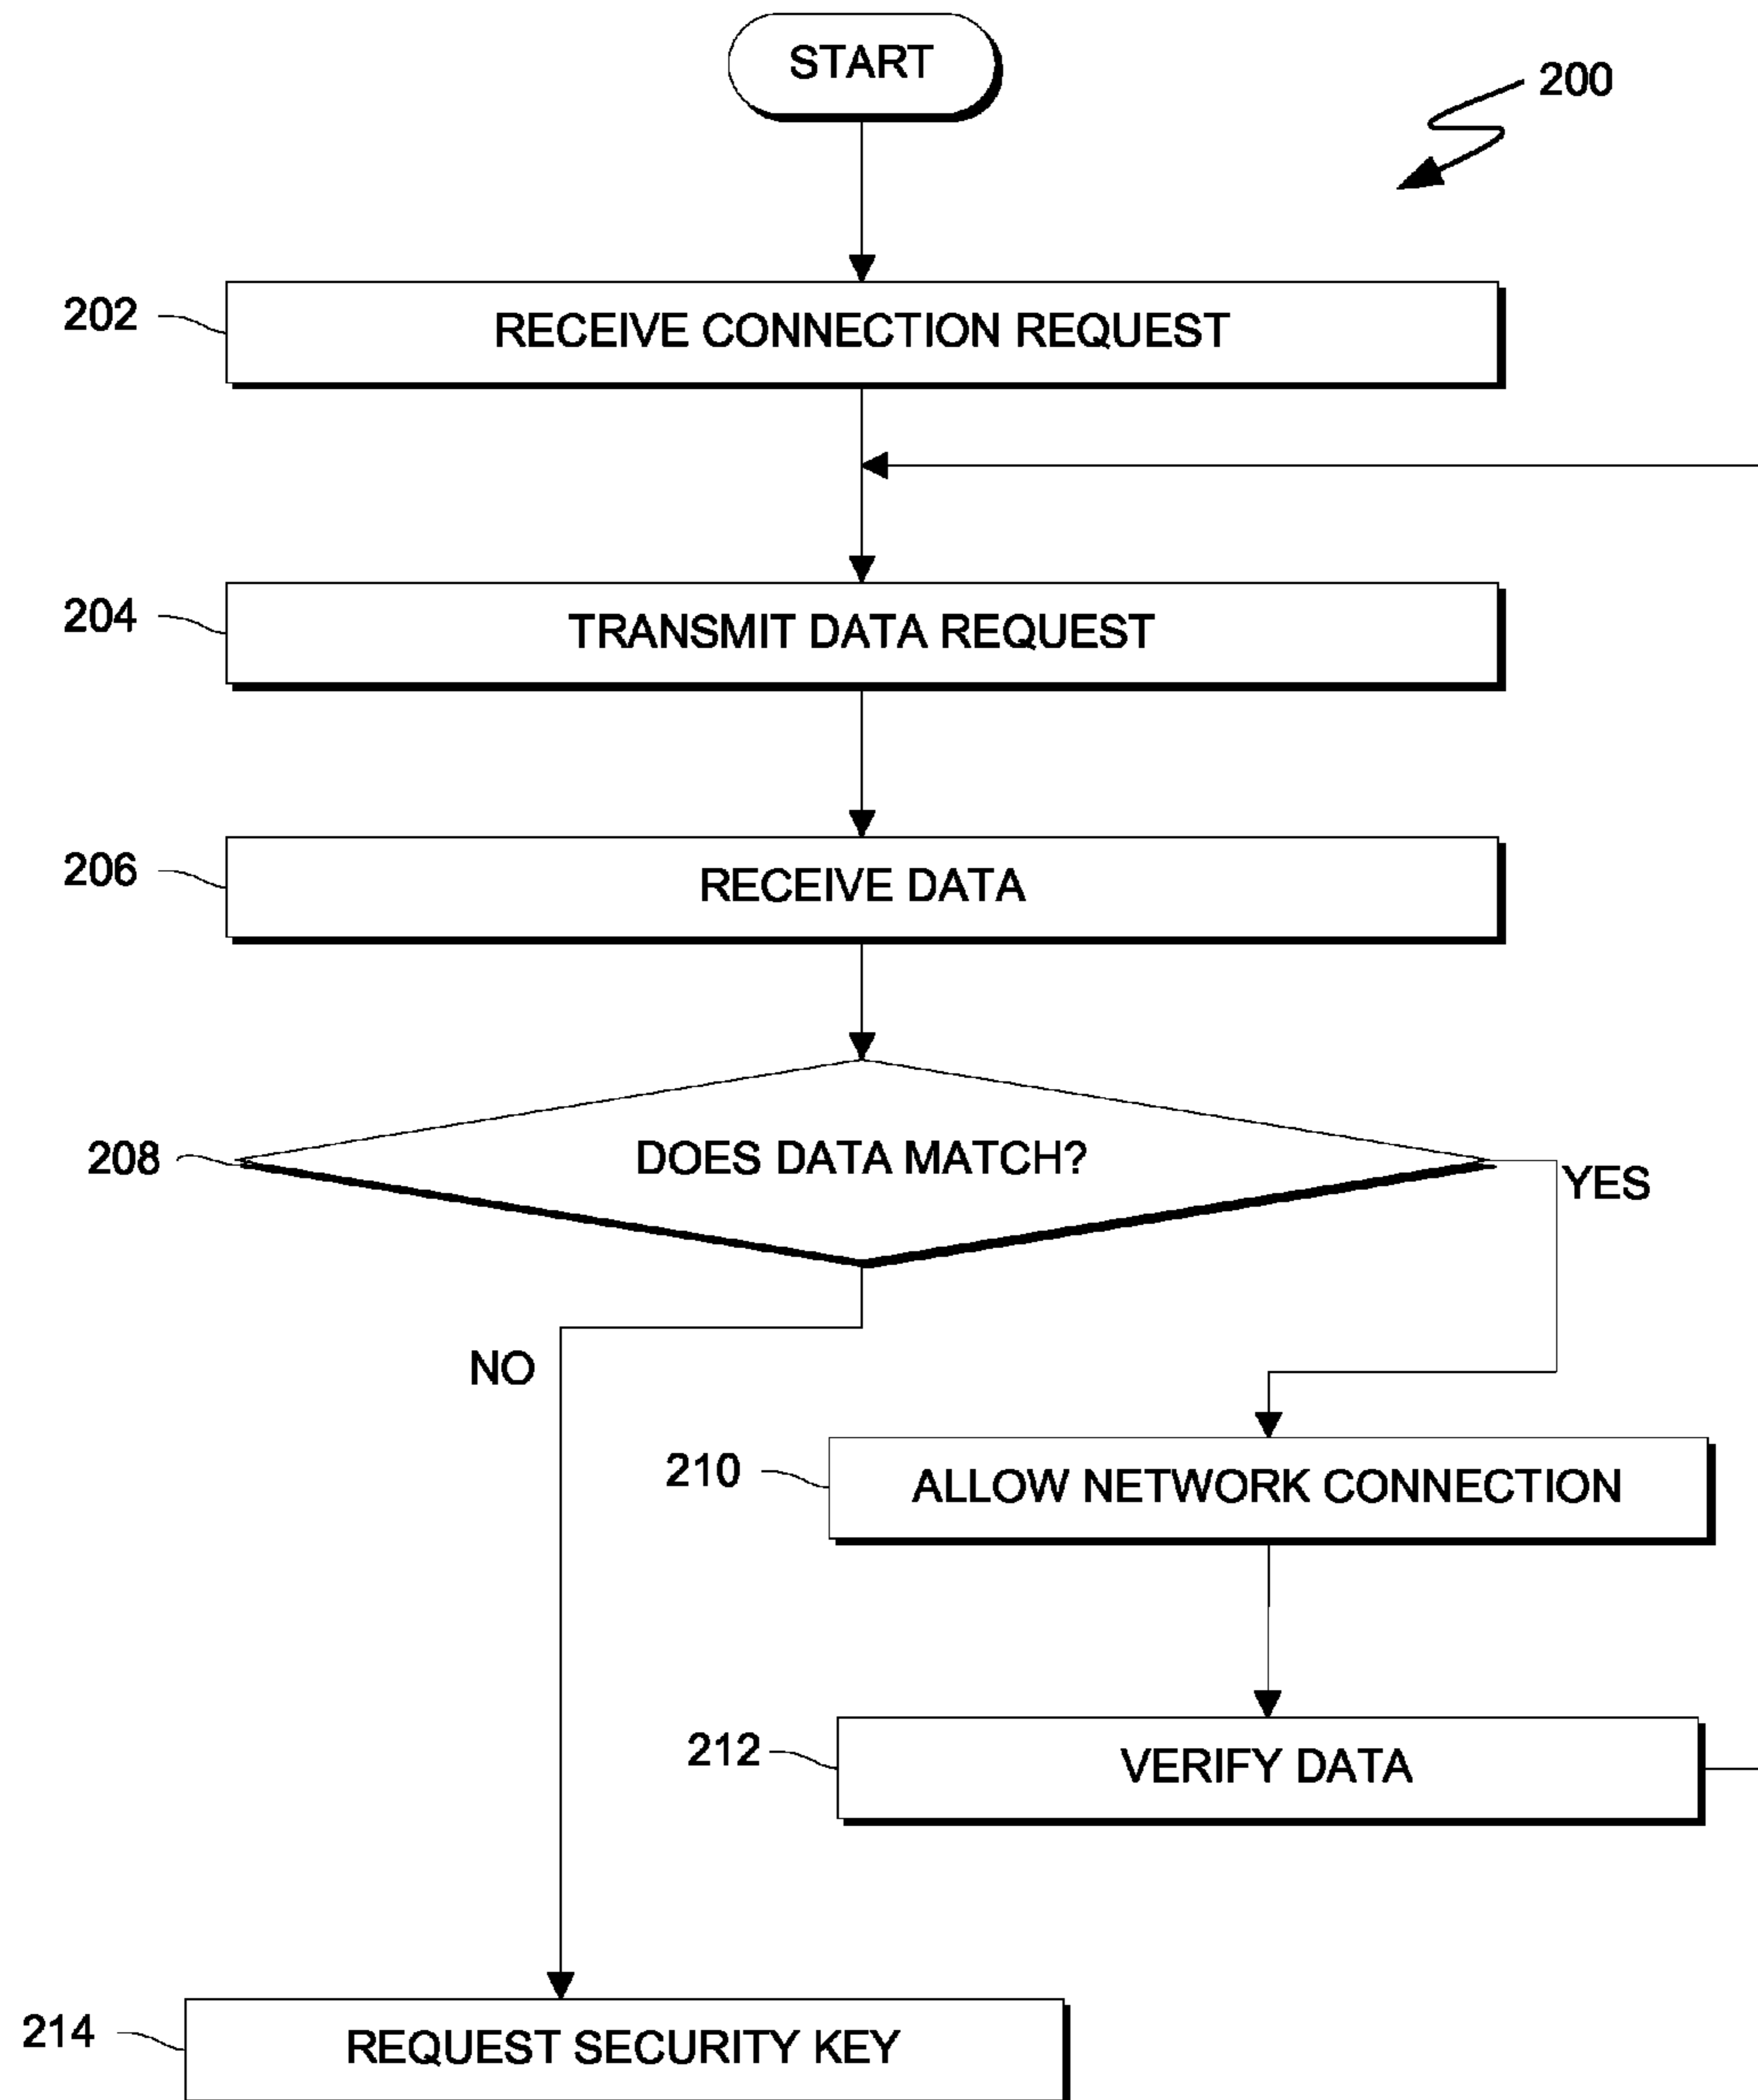 START
200
202
RECEIVE CONNECTION REQUEST
204
TRANSMIT DATA REQUEST
206
RECEIVE DATA
208
DOES DATA MATCH?
YES
NO
210
ALLOW NETWORK CONNECTION
212
VERIFY DATA
214
REQUEST SECURITY KEY